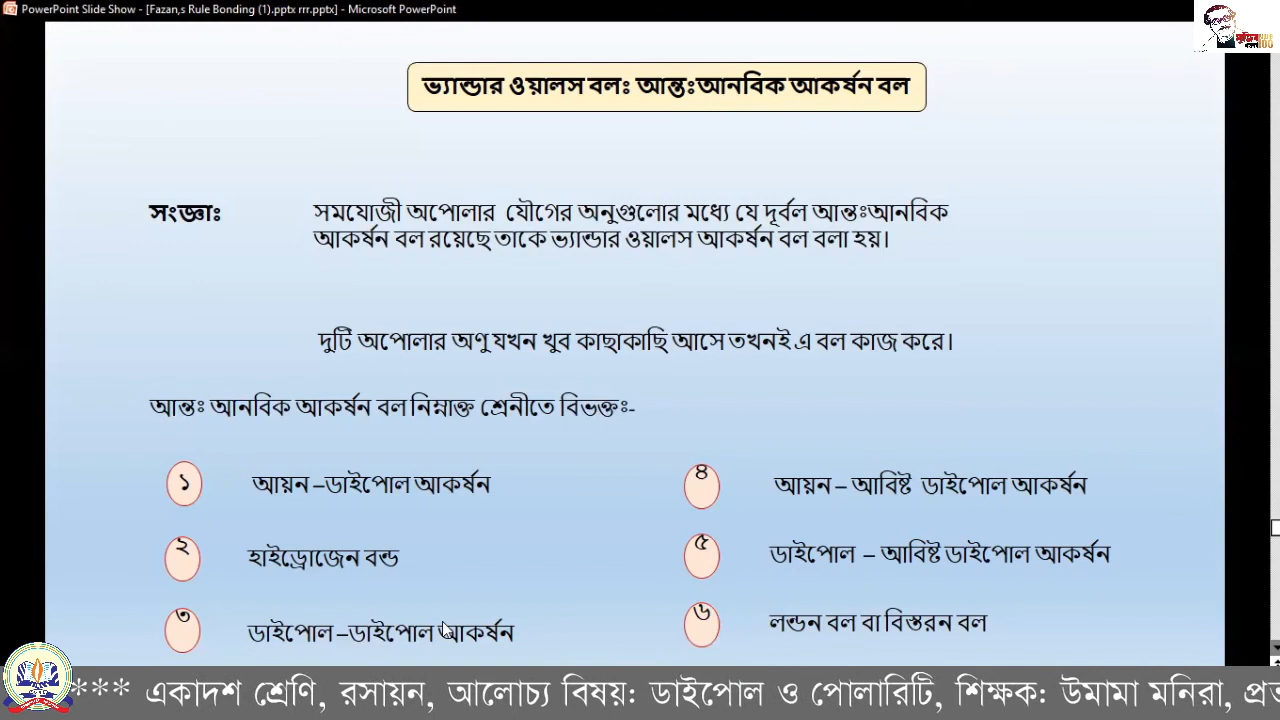 PowerPoint Slide Show - [Fazan,s Rule Bonding (1).pptx rrr.pptx] - Microsoft PowerPoint
ভ্যান্ডার ওয়ালস বলঃ আন্তঃআনবিক আকর্ষন বল
সংজ্ঞাঃ সমযোজী অপোলার যৌগের অনুগুলোর মধ্যে যে দূর্বল আন্তঃআনবিক
আকর্ষন বল রয়েছে তাকে ভ্যান্ডার ওয়ালস আকর্ষন বল বলা হয়।
দুটি অপোলার অণু যখন খুব কাছাকাছি আসে তখনই এ বল কাজ করে।
আন্তঃ আনবিক আকর্ষন বল নিম্নাক্ত শ্রেনীতে বিভক্তঃ-
১ আয়ন –ডাইপোল আকর্ষন
২ হাইড্রোজেন বন্ড
৩ ডাইপোল –ডাইপোল আকর্ষন
৪ আয়ন – আবিষ্ট ডাইপোল আকর্ষন
৫ ডাইপোল – আবিষ্ট ডাইপোল আকর্ষন
৬ লন্ডন বল বা বিস্তরন বল
*** একাদশ শ্রেণি, রসায়ন, আলোচ্য বিষয়: ডাইপোল ও পোলারিটি, শিক্ষক: উমামা মনিরা,